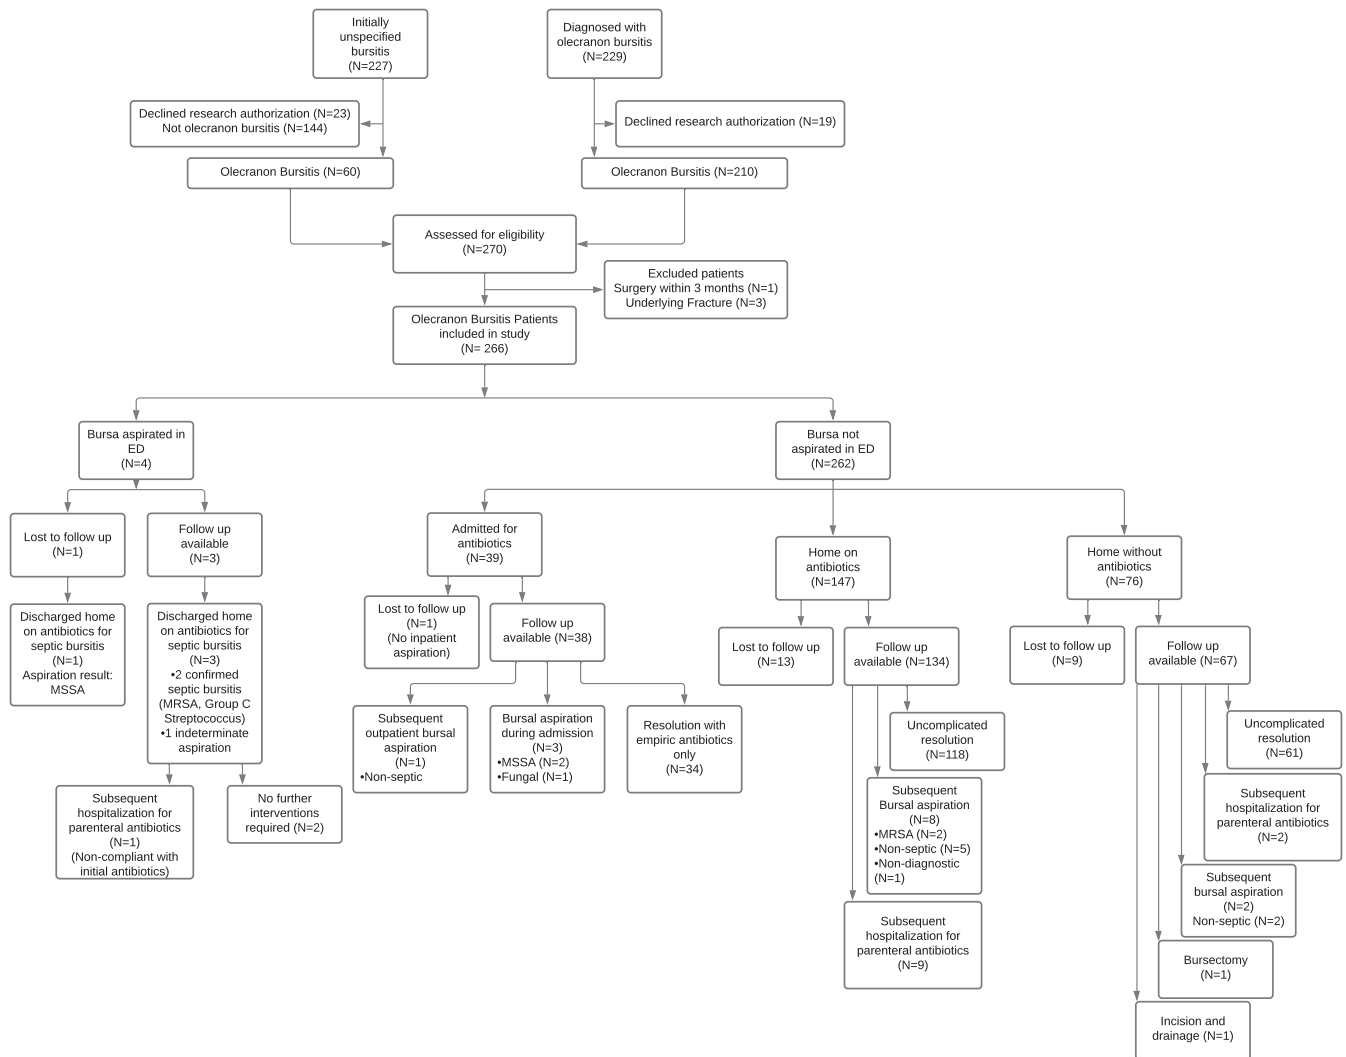 Initially
unspecified
bursitis
(N=227)
Diagnosed with
olecranon bursitis
(N=229)
Declined research authorization (N=23)
Not olecranon bursitis (N=144)
Declined research authorization (N=19)
Olecranon Bursitis (N=60)
Olecranon Bursitis (N=210)
Assessed for eligibility
(N=270)
Excluded patients
Surgery within 3 months (N=1)
Underlying Fracture (N=3)
Olecranon Bursitis Patients
included in study
(N= 266)
Bursa aspirated in
ED
(N=4)
Bursa not
aspirated in ED
(N=262)
Lost to follow up
(N=1)
Follow up
available
(N=3)
Admitted for
antibiotics
(N=39)
Home on
antibiotics
(N=147)
Home without
antibiotics
(N=76)
Discharged home
on antibiotics for
septic bursitis
(N=1)
Aspiration result:
MSSA
Discharged home
on antibiotics for
septic bursitis
(N=3)
•2 confirmed
septic bursitis
(MRSA, Group C
Streptococcus)
•1 indeterminate
aspiration
Lost to follow up
(N=1)
(No inpatient
aspiration)
Follow up
available (N=38)
Lost to follow up
(N=13)
Follow up
available (N=134)
Lost to follow up
(N=9)
Follow up
available (N=67)
Subsequent
outpatient bursal
aspiration
(N=1)
•Non-septic
Bursal aspiration
during admission
(N=3)
•MSSA (N=2)
•Fungal (N=1)
Resolution with
empiric antibiotics
only
(N=34)
Uncomplicated
resolution
(N=118)
Uncomplicated
resolution
(N=61)
Subsequent
hospitalization for
parenteral antibiotics
(N=1)
(Non-compliant with
initial antibiotics)
No further
interventions
required (N=2)
Subsequent
Bursal aspiration
(N=8)
•MRSA (N=2)
•Non-septic (N=5)
•Non-diagnostic
(N=1)
Subsequent
hospitalization for
parenteral antibiotics
(N=2)
Subsequent
bursal aspiration
(N=2)
Non-septic (N=2)
Subsequent
hospitalization for
parenteral antibiotics
(N=9)
Bursectomy
(N=1)
Incision and
drainage (N=1)